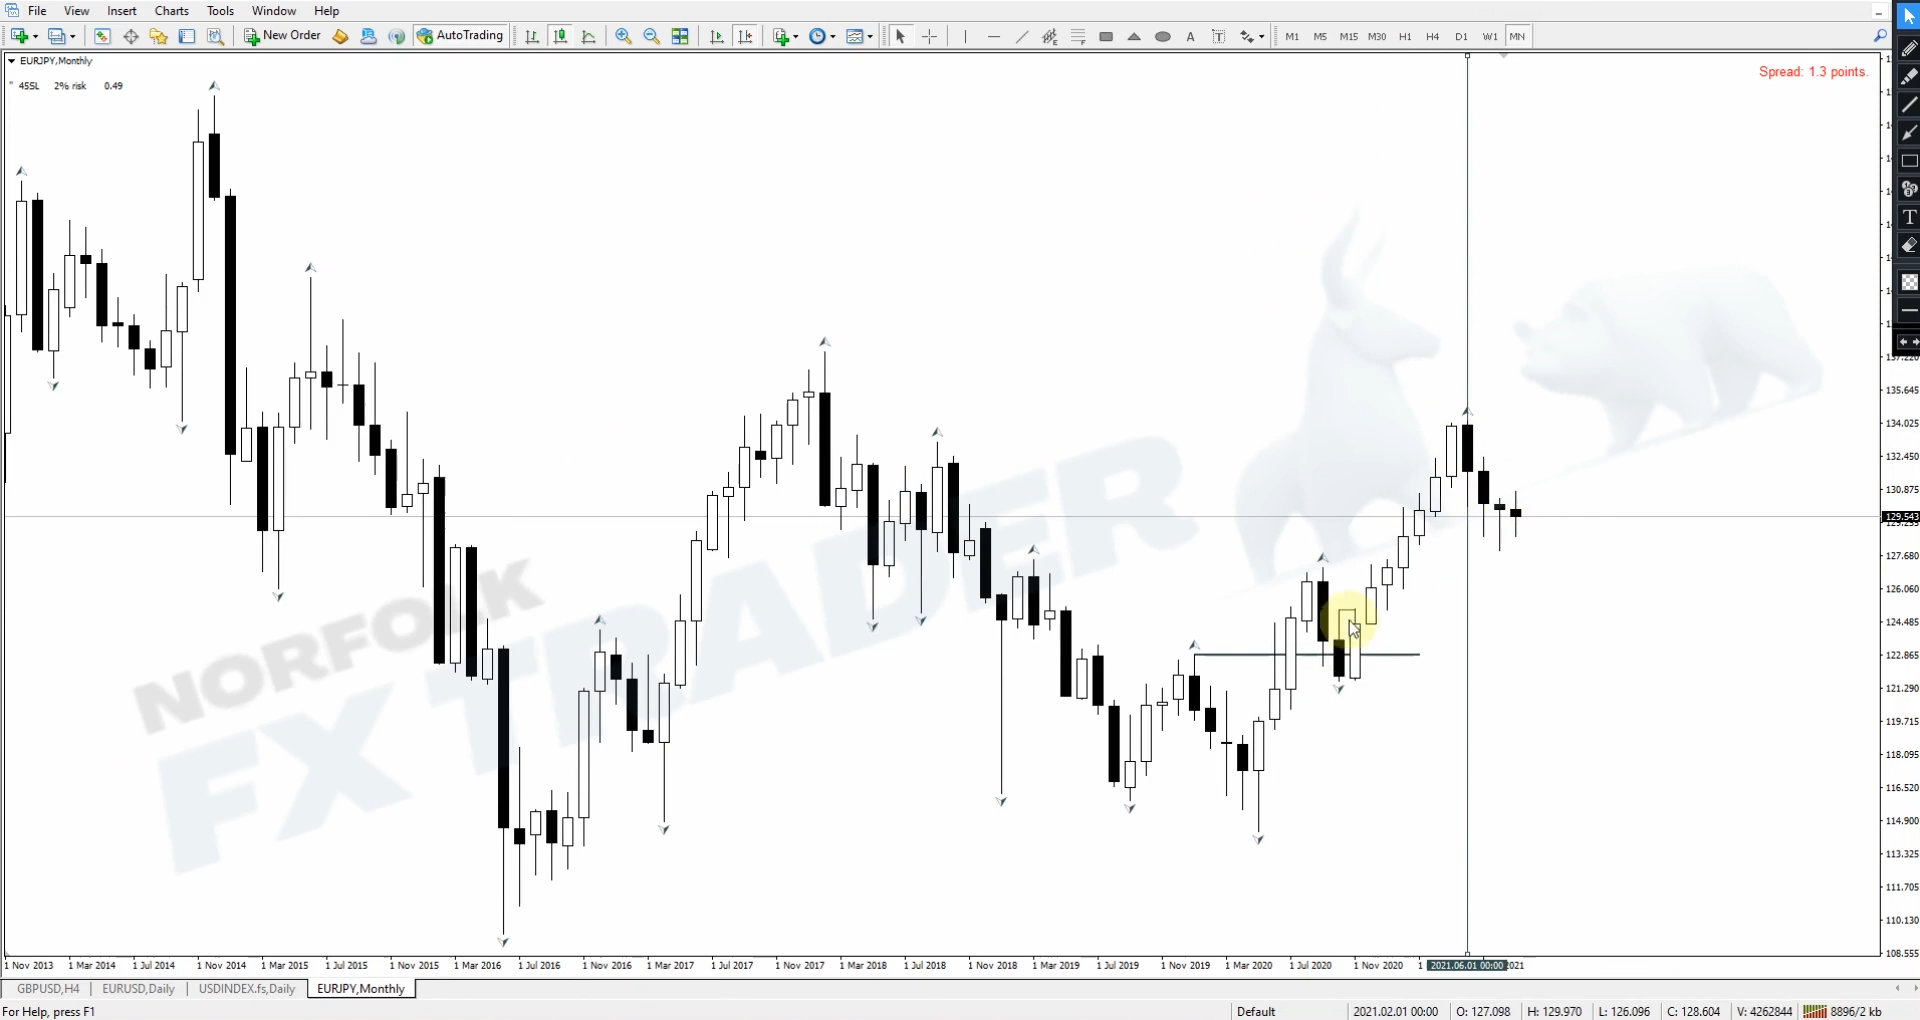 File View Insert Charts Tools Window Help
New Order AutoTrading A T M1 M5 M15 M30 H1 H4 D1 W1 MN
EURJPY,Monthly
Spread: 1.3 points.
45SL 2% risk 0.49
T
137.220
135.645
134.025
132.450
130.875
129.543
127.680
126.060
124.485
122.865
121.290
119.715
118.095
116.520
114.900
113.325
111.705
110.130
108.555
NORFOLK
FX TRADER
1 Nov 2013 1 Mar 2014 1 Jul 2014 1 Nov 2014 1 Mar 2015 1 Jul 2015 1 Nov 2015 1 Mar 2016 1 Jul 2016 1 Nov 2016 1 Mar 2017 1 Jul 2017 1 Nov 2017 1 Mar 2018 1 Jul 2018 1 Nov 2018 1 Mar 2019 1 Jul 2019 1 Nov 2019 1 Mar 2020 1 Jul 2020 1 Nov 2020 1 2021.06.01 00:00 2021
GBPUSD,H4 EURUSD,Daily USDINDEX.fs,Daily EURJPY,Monthly
For Help, press F1 Default 2021.02.01 00:00 O: 127.098 H: 129.970 L: 126.096 C: 128.604 V: 4262844 8896/2 kb